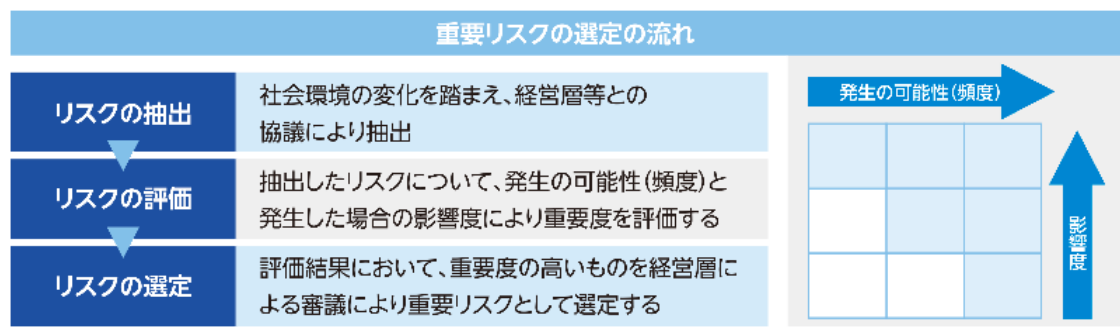 重要リスクの選定の流れ
リスクの抽出
社会環境の変化を踏まえ、経営層等との
協議により抽出
リスクの評価
抽出したリスクについて、発生の可能性(頻度)と
発生した場合の影響度により重要度を評価する
リスクの選定
評価結果において、重要度の高いものを経営層に
よる審議により重要リスクとして選定する
発生の可能性(頻度)
影響度